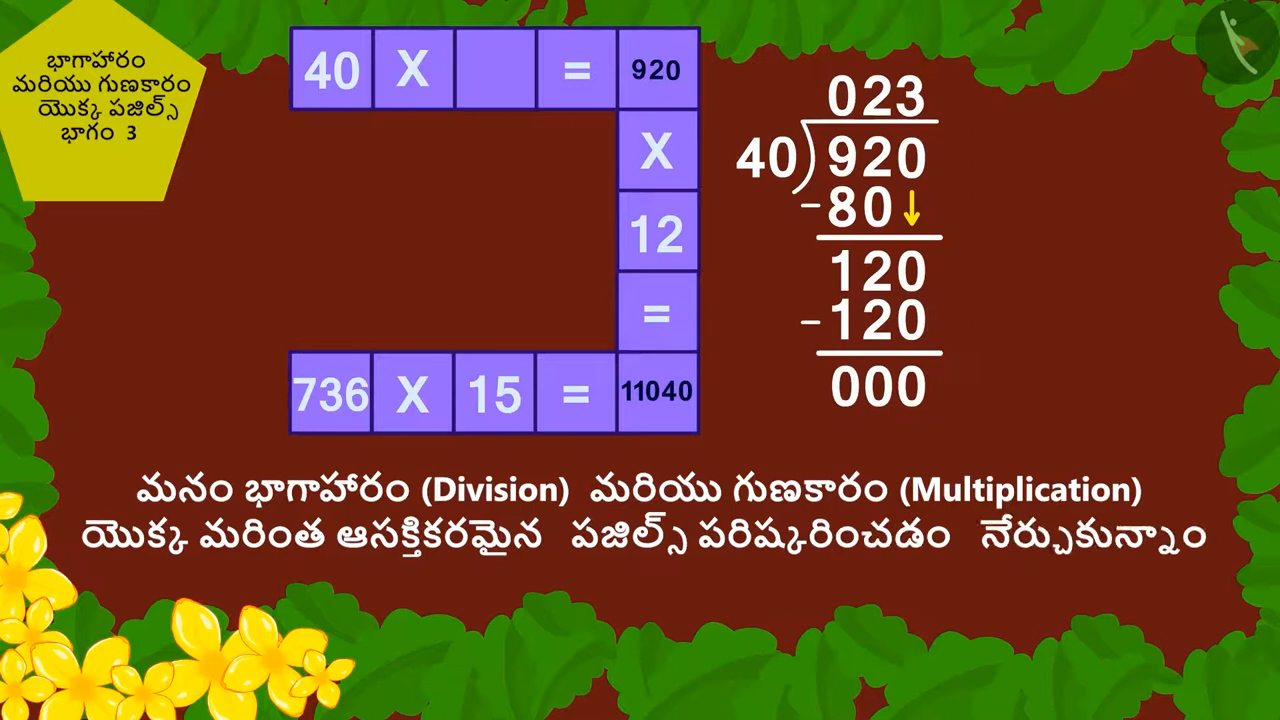 భాగాహారం
మరియు గుణకారం
యొక్క పజిల్స్
భాగం 3
40 X = 920
X
12
=
736 X 15 = 11040
023
40)920
-80↓
120
-120
000
మనం భాగాహారం (Division) మరియు గుణకారం (Multiplication)
యొక్క మరింత ఆసక్తికరమైన పజిల్స్ పరిష్కరించడం నేర్చుకున్నాం